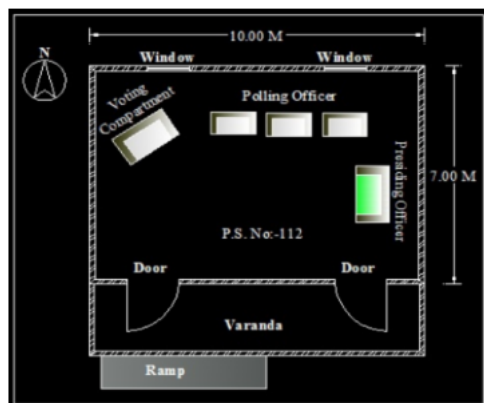 10.00 M
N
Window
Window
Voting
Compartment
Polling Officer
Presiding Officer
7.00 M
P.S. No:-112
Door
Door
Varanda
Ramp